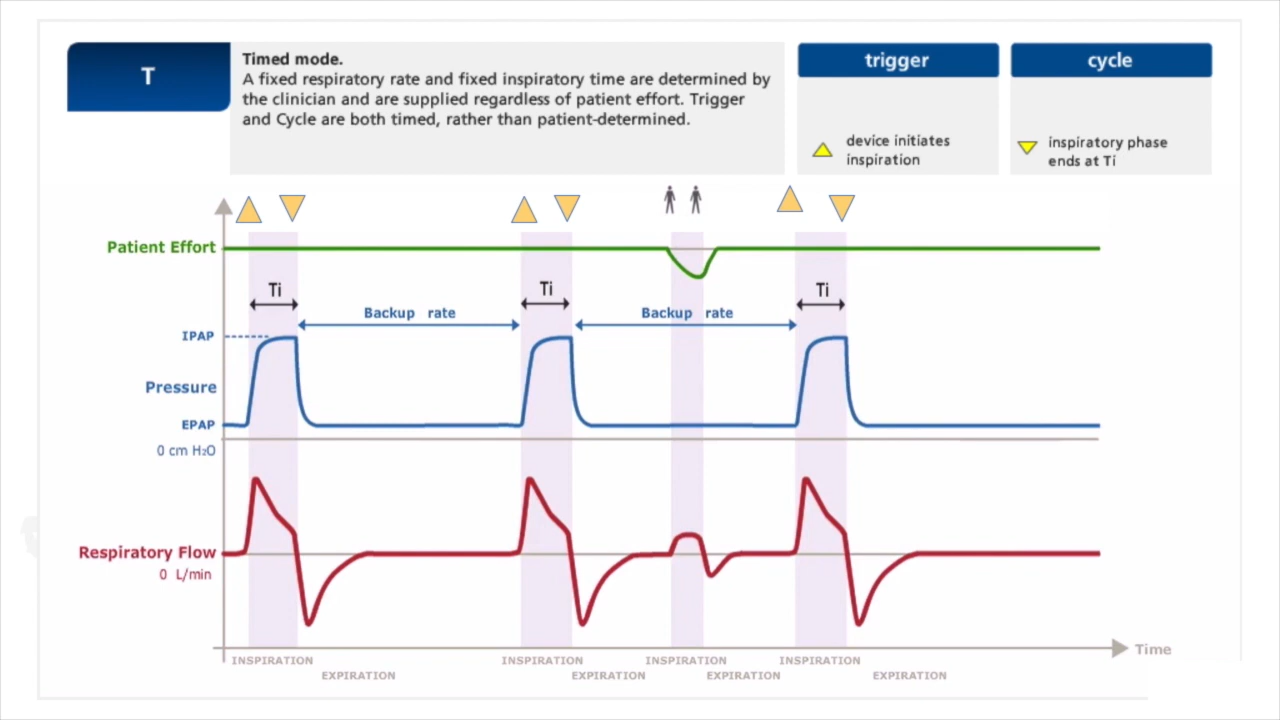 T
Timed mode.
A fixed respiratory rate and fixed inspiratory time are determined by
the clinician and are supplied regardless of patient effort. Trigger
and Cycle are both timed, rather than patient-determined.
trigger
device initiates
inspiration
cycle
inspiratory phase
ends at Ti
Patient Effort
Ti
Ti
Ti
Backup rate
Backup rate
IPAP
Pressure
EPAP
0 cm H₂O
Respiratory Flow
0 L/min
Time
INSPIRATION
INSPIRATION
INSPIRATION
INSPIRATION
EXPIRATION
EXPIRATION
EXPIRATION
EXPIRATION